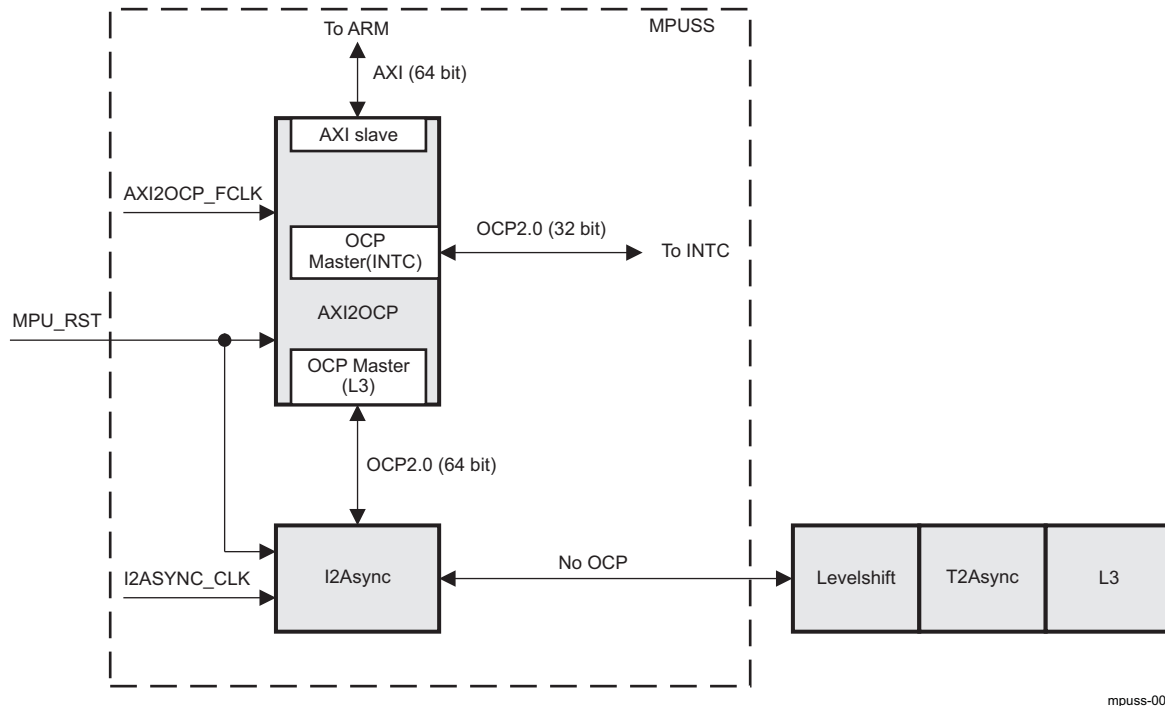 To ARM
MPUSS
AXI (64 bit)
AXI slave
AXI2OCP_FCLK
OCP
Master(INTC)
OCP2.0 (32 bit)
To INTC
AXI2OCP
MPU_RST
OCP Master
(L3)
OCP2.0 (64 bit)
I2Async
No OCP
Levelshift
T2Async
L3
I2ASYNC_CLK
mpuss-00